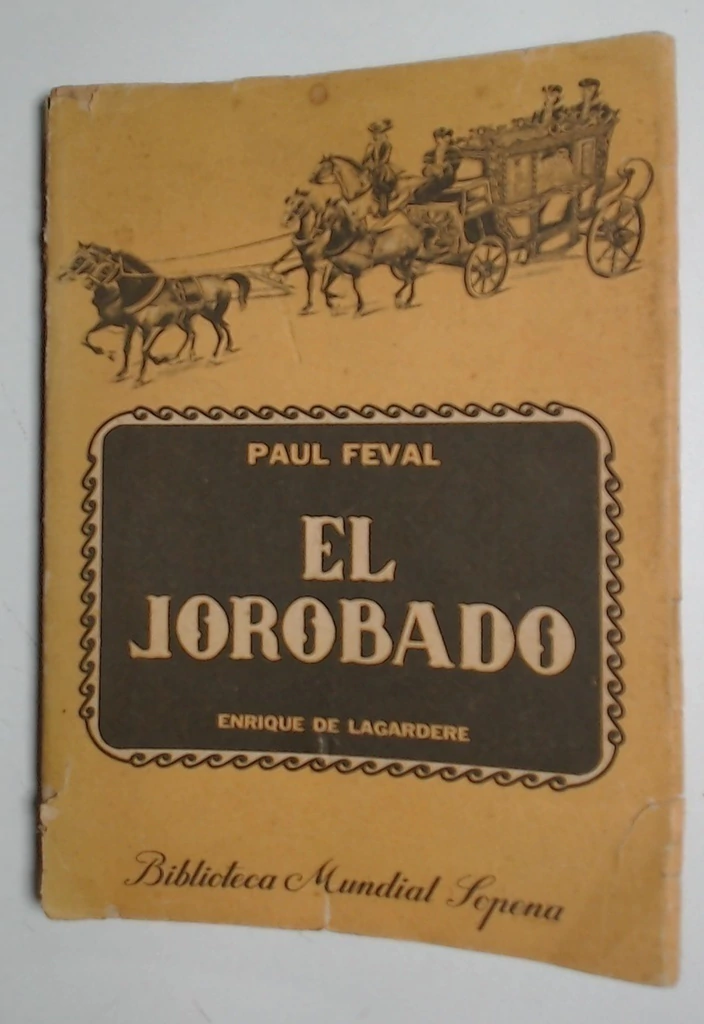 PAUL FEVAL
EL
JOROBADO
ENRIQUE DE LAGARDERE
Biblioteca Mundial Sopena